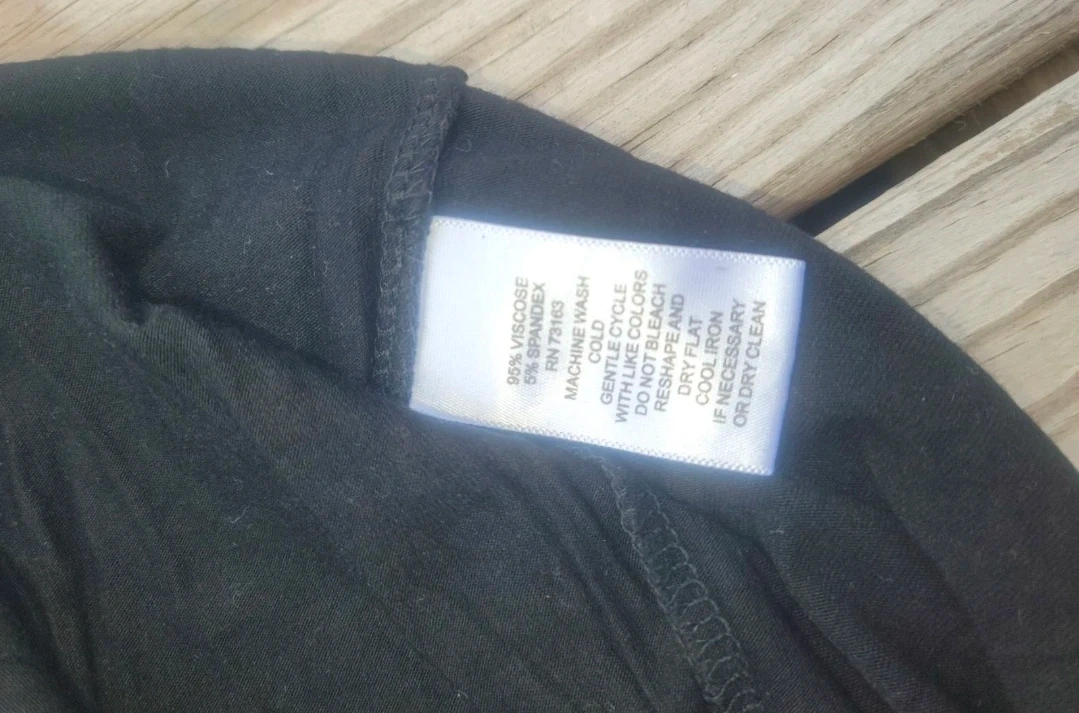 95% VISCOSE
5% SPANDEX
RN 73163
MACHINE WASH
COLD
GENTLE CYCLE
WITH LIKE COLORS
DO NOT BLEACH
RESHAPE AND
DRY FLAT
COOL IRON
IF NECESSARY
OR DRY CLEAN